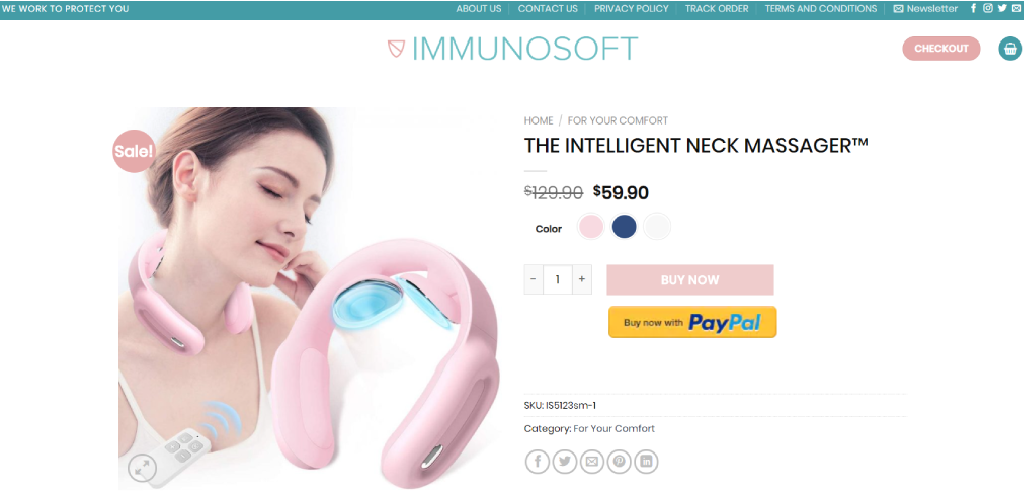 WE WORK TO PROTECT YOU
ABOUT US
CONTACT US
PRIVACY POLICY
TRACK ORDER
TERMS AND CONDITIONS
Newsletter
IMMUNOSOFT
CHECKOUT
Sale!
HOME / FOR YOUR COMFORT
THE INTELLIGENT NECK MASSAGER™
$129.90 $59.90
Color
- 1 +
BUY NOW
Buy now with PayPal
SKU: IS5123sm-1
Category: For Your Comfort